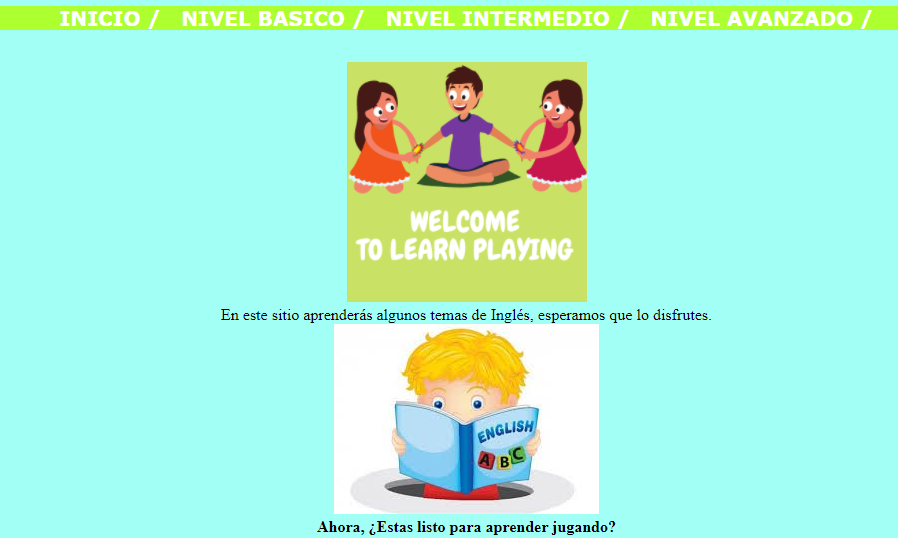 INICIO / NIVEL BASICO / NIVEL INTERMEDIO / NIVEL AVANZADO /
WELCOME
TO LEARN PLAYING
En este sitio aprenderás algunos temas de Inglés, esperamos que lo disfrutes.
ENGLISH
A B C
Ahora, ¿Estas listo para aprender jugando?